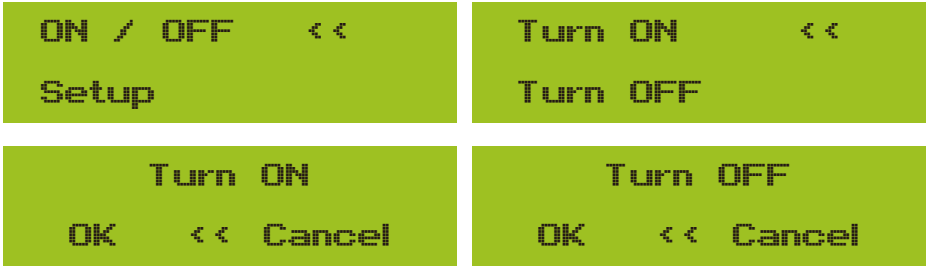 ON / OFF <<
Setup
Turn ON <<
Turn OFF
Turn ON
OK << Cancel
Turn OFF
OK << Cancel